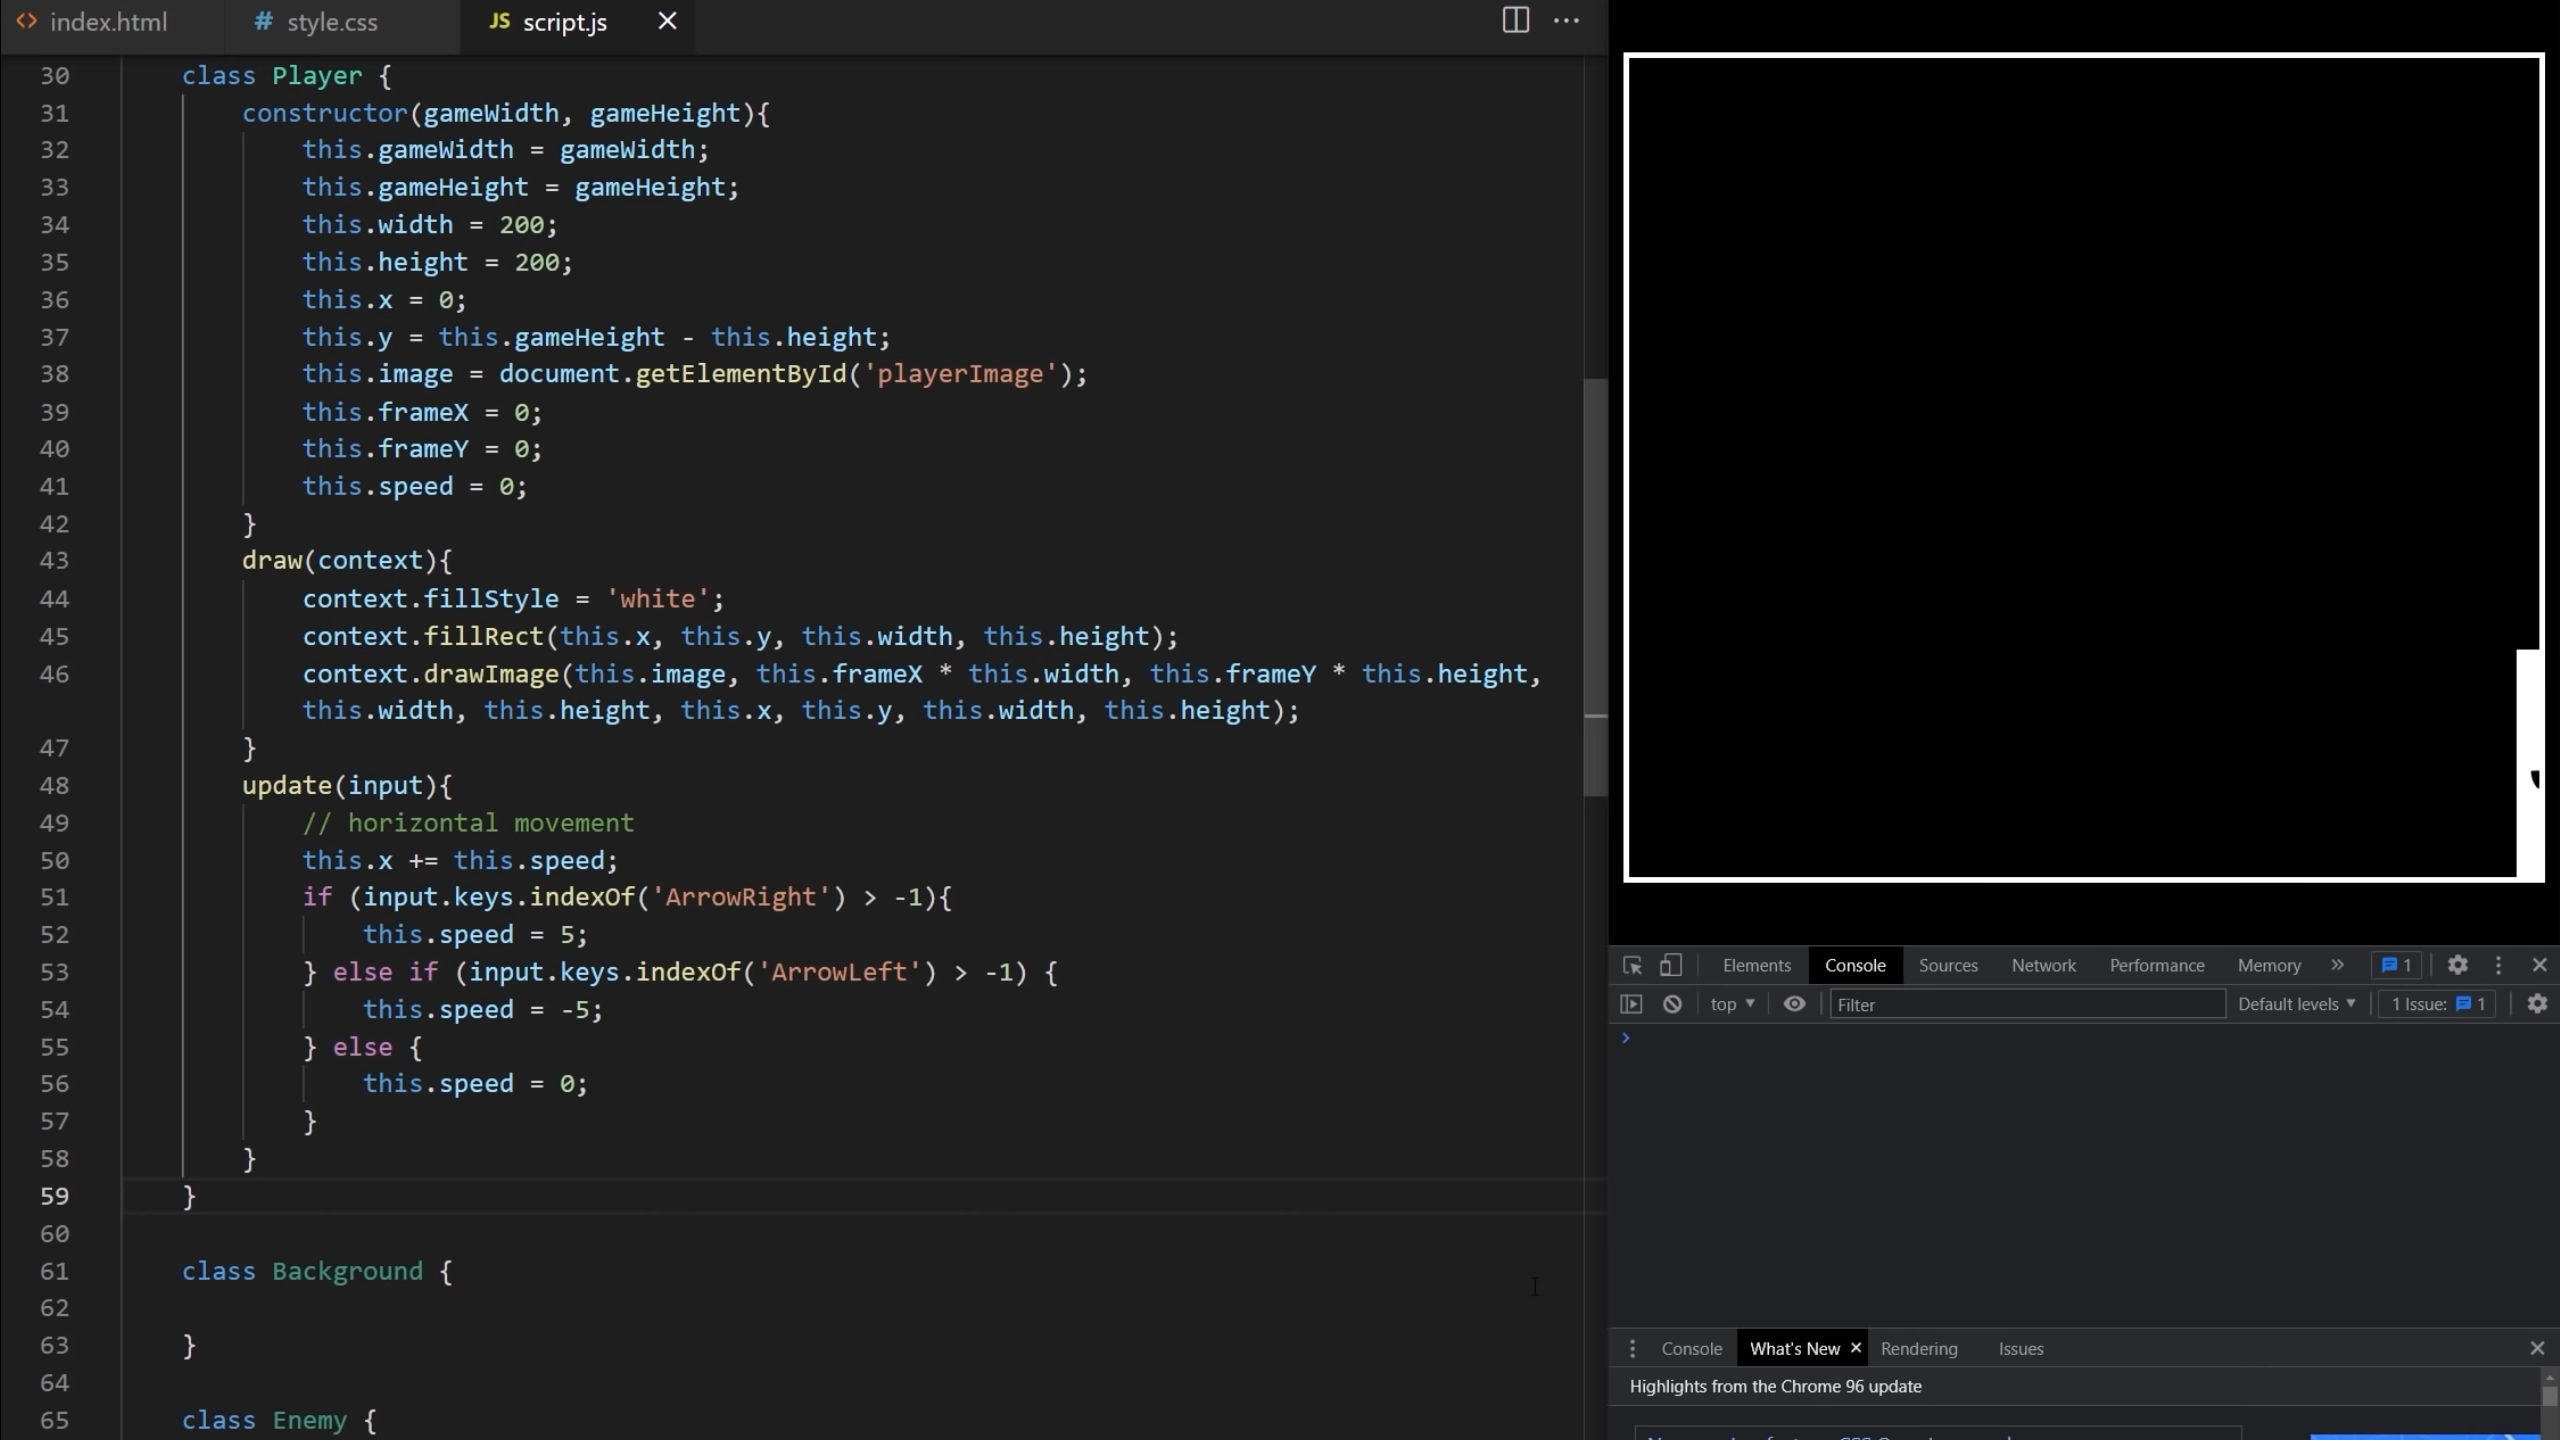 index.html
# style.css
JS script.js
30 class Player {
31 constructor(gameWidth, gameHeight){
32 this.gameWidth = gameWidth;
33 this.gameHeight = gameHeight;
34 this.width = 200;
35 this.height = 200;
36 this.x = 0;
37 this.y = this.gameHeight - this.height;
38 this.image = document.getElementById('playerImage');
39 this.frameX = 0;
40 this.frameY = 0;
41 this.speed = 0;
42 }
43 draw(context){
44 context.fillStyle = 'white';
45 context.fillRect(this.x, this.y, this.width, this.height);
46 context.drawImage(this.image, this.frameX * this.width, this.frameY * this.height,
this.width, this.height, this.x, this.y, this.width, this.height);
47 }
48 update(input){
49 // horizontal movement
50 this.x += this.speed;
51 if (input.keys.indexOf('ArrowRight') > -1){
52 this.speed = 5;
53 } else if (input.keys.indexOf('ArrowLeft') > -1) {
54 this.speed = -5;
55 } else {
56 this.speed = 0;
57 }
58 }
59 }
60
61 class Background {
62
63 }
64
65 class Enemy {
Elements Console Sources Network Performance Memory » 1
top Filter Default levels 1 Issue: 1
Console What's New Rendering Issues
Highlights from the Chrome 96 update